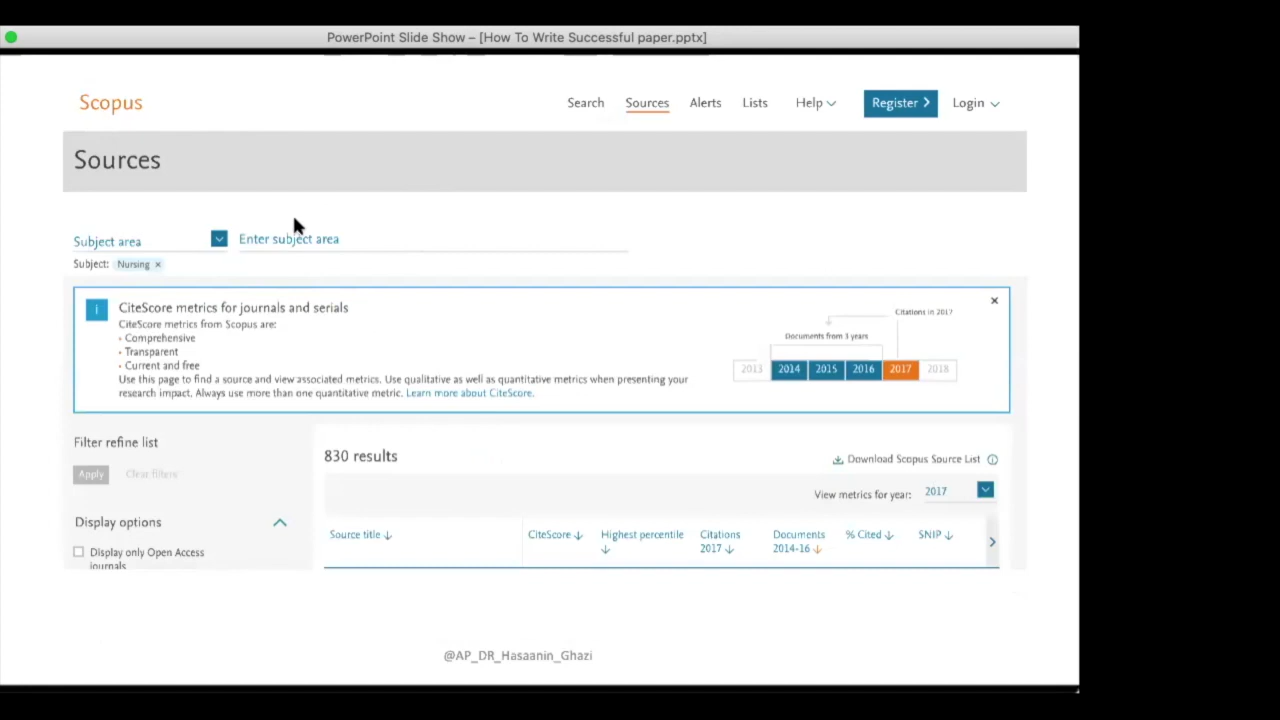 PowerPoint Slide Show – [How To Write Successful paper.pptx]
Scopus
Search Sources Alerts Lists Help Register Login
Sources
Subject area Enter subject area
Subject: Nursing ×
i CiteScore metrics for journals and serials ×
CiteScore metrics from Scopus are:
• Comprehensive
• Transparent
• Current and free
Use this page to find a source and view associated metrics. Use qualitative as well as quantitative metrics when presenting your
research impact. Always use more than one quantitative metric. Learn more about CiteScore.
Citations in 2017
Documents from 3 years
2013 2014 2015 2016 2017 2018
Filter refine list
Apply Clear filters
Display options
Display only Open Access
journals
830 results
Download Scopus Source List
View metrics for year: 2017
Source title CiteScore Highest percentile Citations Documents % Cited SNIP
2017 2014-16
@AP_DR_Hasaanin_Ghazi